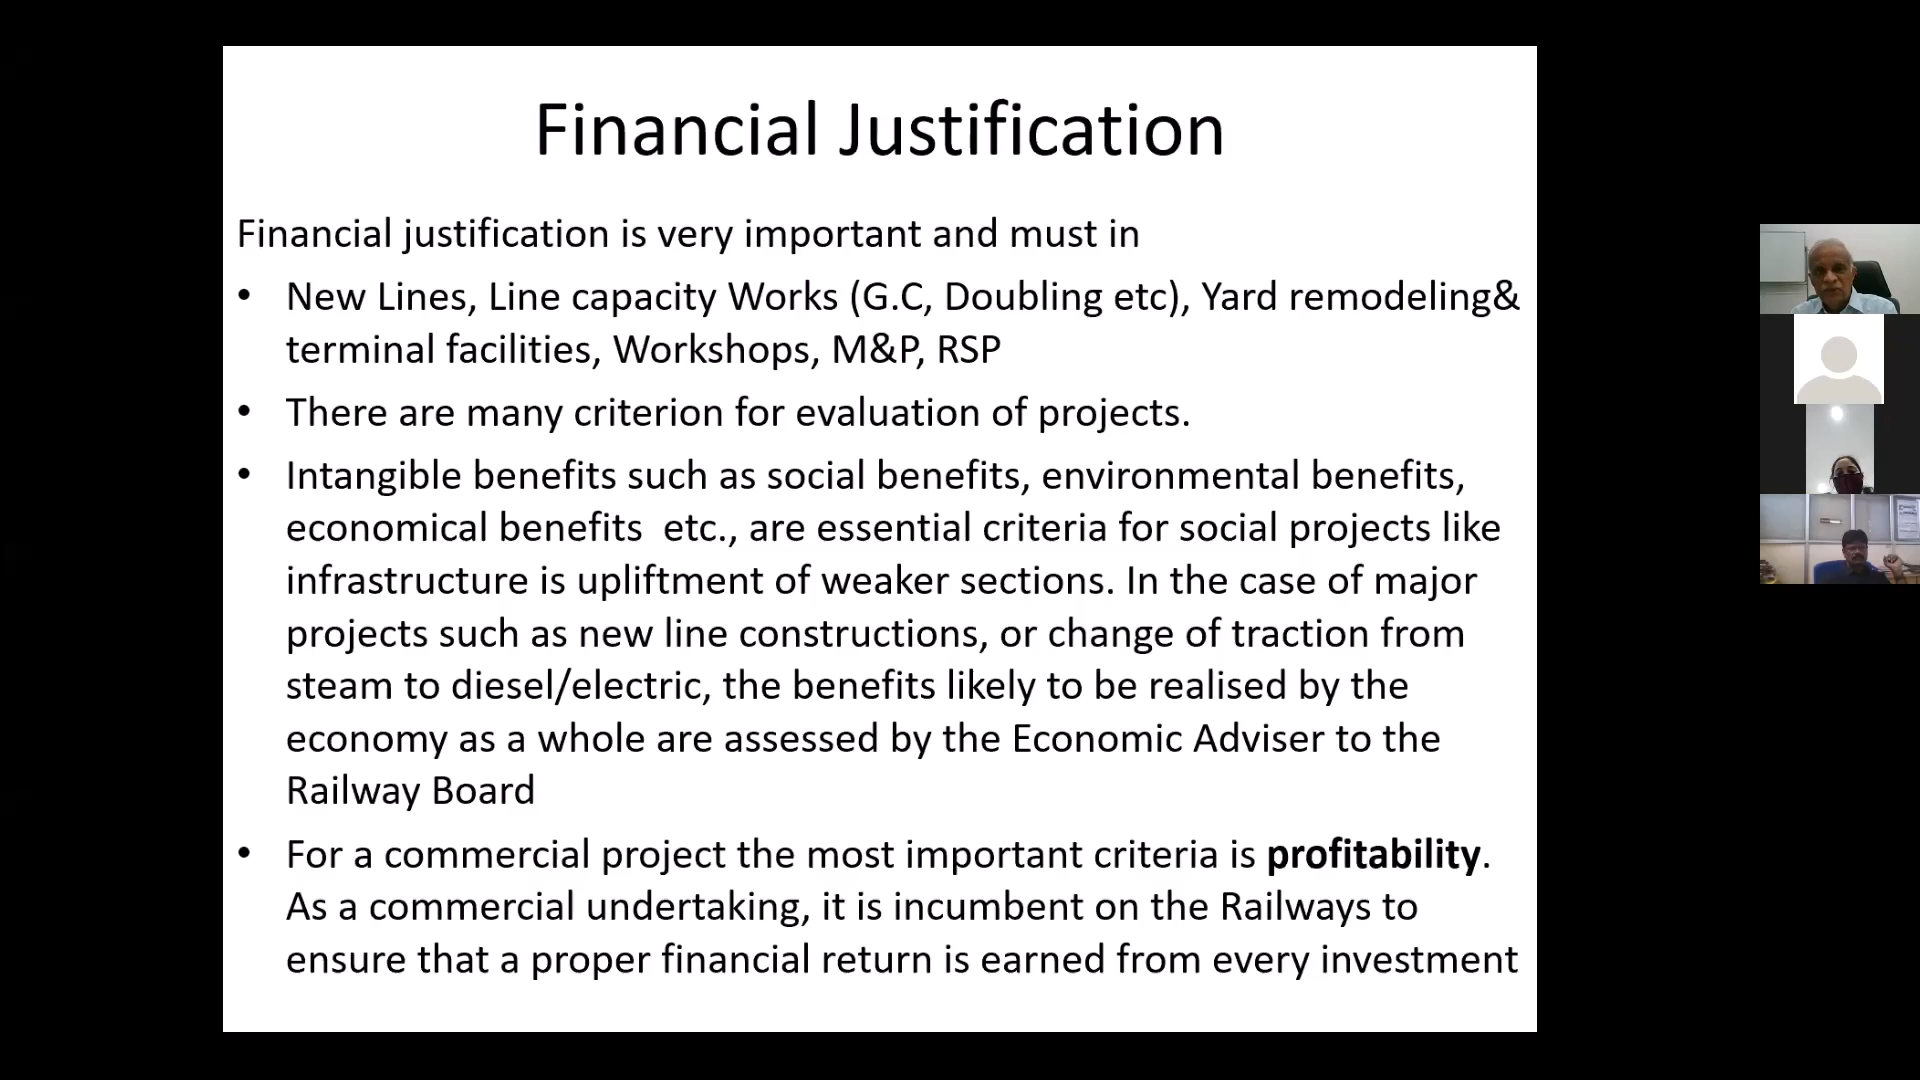 Financial Justification
Financial justification is very important and must in
• New Lines, Line capacity Works (G.C, Doubling etc), Yard remodeling&
terminal facilities, Workshops, M&P, RSP
• There are many criterion for evaluation of projects.
• Intangible benefits such as social benefits, environmental benefits,
economical benefits  etc., are essential criteria for social projects like
infrastructure is upliftment of weaker sections. In the case of major
projects such as new line constructions, or change of traction from
steam to diesel/electric, the benefits likely to be realised by the
economy as a whole are assessed by the Economic Adviser to the
Railway Board
• For a commercial project the most important criteria is profitability.
As a commercial undertaking, it is incumbent on the Railways to
ensure that a proper financial return is earned from every investment